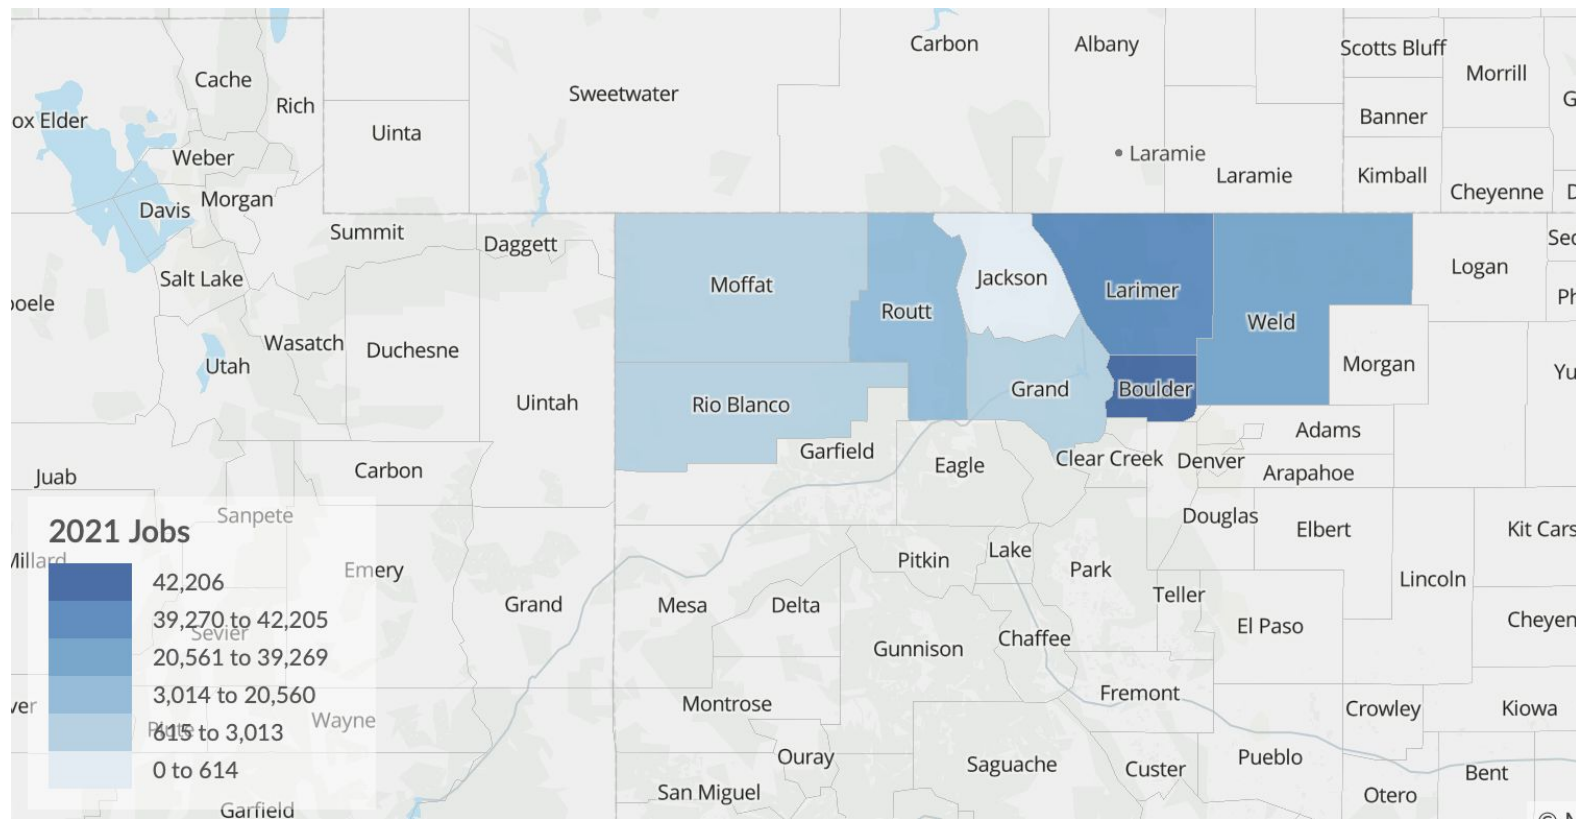 Carbon
Albany
Scotts Bluff
Morrill
Cache
Rich
Sweetwater
Banner
ox Elder
Uinta
Weber
Laramie
Laramie
Kimball
Cheyenne
Morgan
Davis
Summit
Daggett
Salt Lake
Moffat
Jackson
Larimer
Logan
Routt
Weld
Wasatch
Duchesne
Utah
Morgan
Uintah
Rio Blanco
Grand
Boulder
Adams
Garfield
Eagle
Clear Creek
Denver
Arapahoe
Juab
Carbon
Sanpete
Douglas
Elbert
Kit Cars
2021 Jobs
Millard
Emery
Pitkin
Lake
Park
Lincoln
42,206
Teller
Grand
Mesa
Delta
39,270 to 42,205
Sevier
El Paso
Cheyen
Chaffee
Gunnison
20,561 to 39,269
3,014 to 20,560
Fremont
Montrose
Crowley
Kiowa
Wayne
615 to 3,013
Ouray
Saguache
Custer
Pueblo
Bent
0 to 614
San Miguel
Otero
Garfield